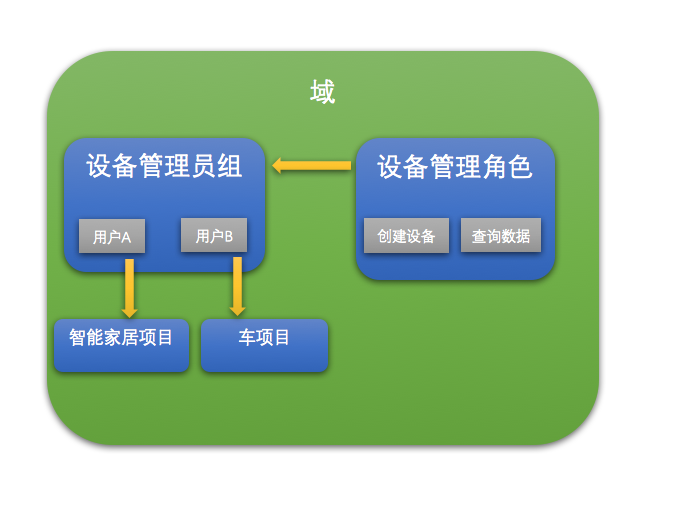 域
设备管理员组
设备管理角色
用户A
用户B
创建设备
查询数据
智能家居项目
车项目